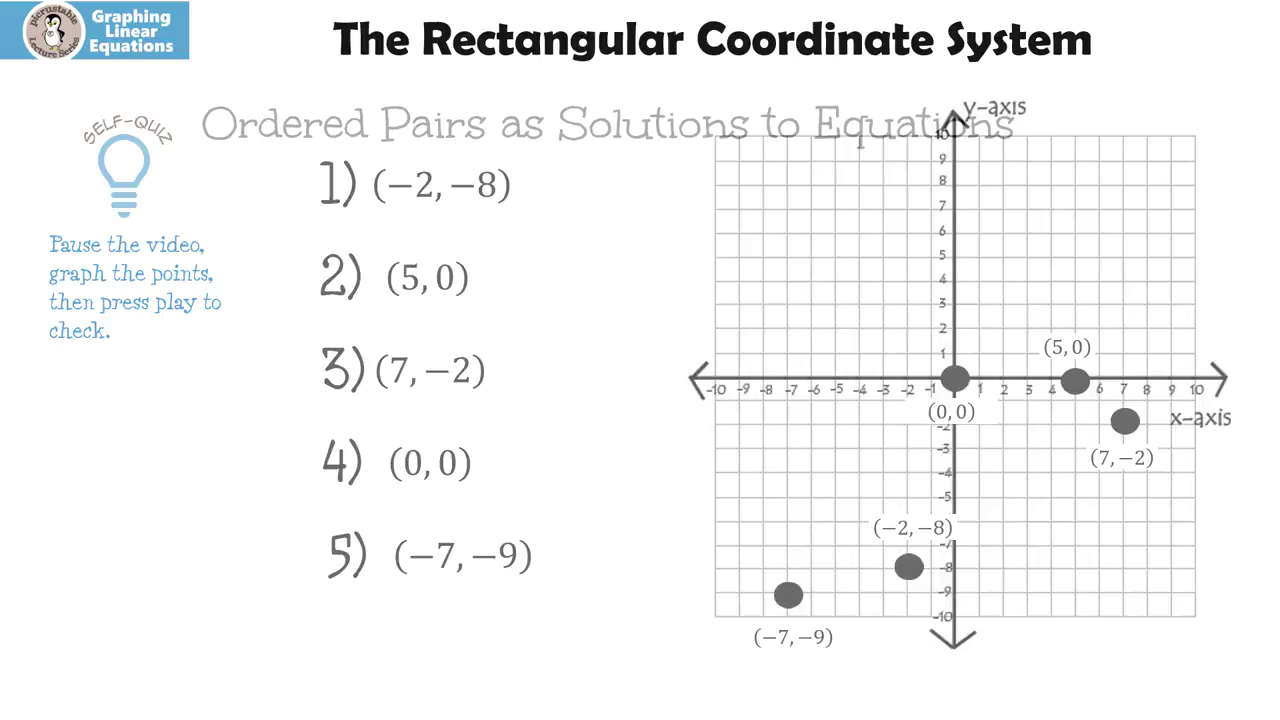 picrustable
Lecture Series
Graphing
Linear
Equations
The Rectangular Coordinate System
SELF-QUIZ
Ordered Pairs as Solutions to Equations
Pause the video,
graph the points,
then press play to
check.
1) (−2, −8)
2) (5, 0)
3) (7, −2)
4) (0, 0)
5) (−7, −9)
y-axis
10
9
8
7
6
5
4
3
2
1
(5, 0)
-10 -9 -8 -7 -6 -5 -4 -3 -2 -1 1 2 3 4 6 7 8 9 10
(0, 0)
x-axis
-2
-3
(7, −2)
-4
-5
(−2, −8)
-7
-8
-9
-10
(−7, −9)